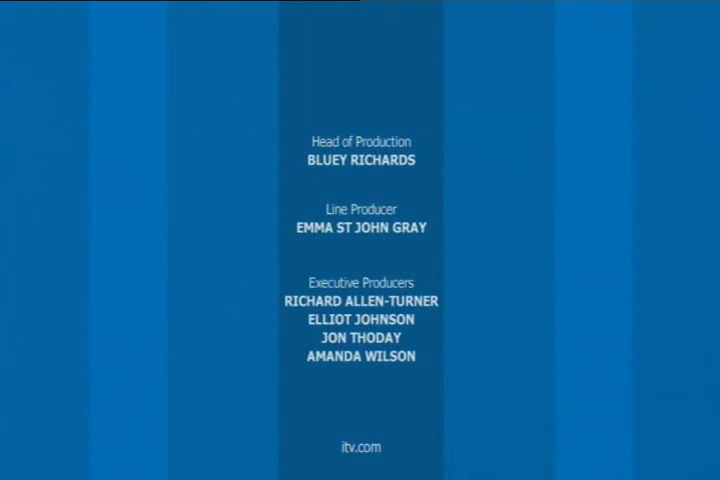 Head of Production
BLUEY RICHARDS
Line Producer
EMMA ST JOHN GRAY
Executive Producers
RICHARD ALLEN-TURNER
ELLIOT JOHNSON
JON THODAY
AMANDA WILSON
itv.com